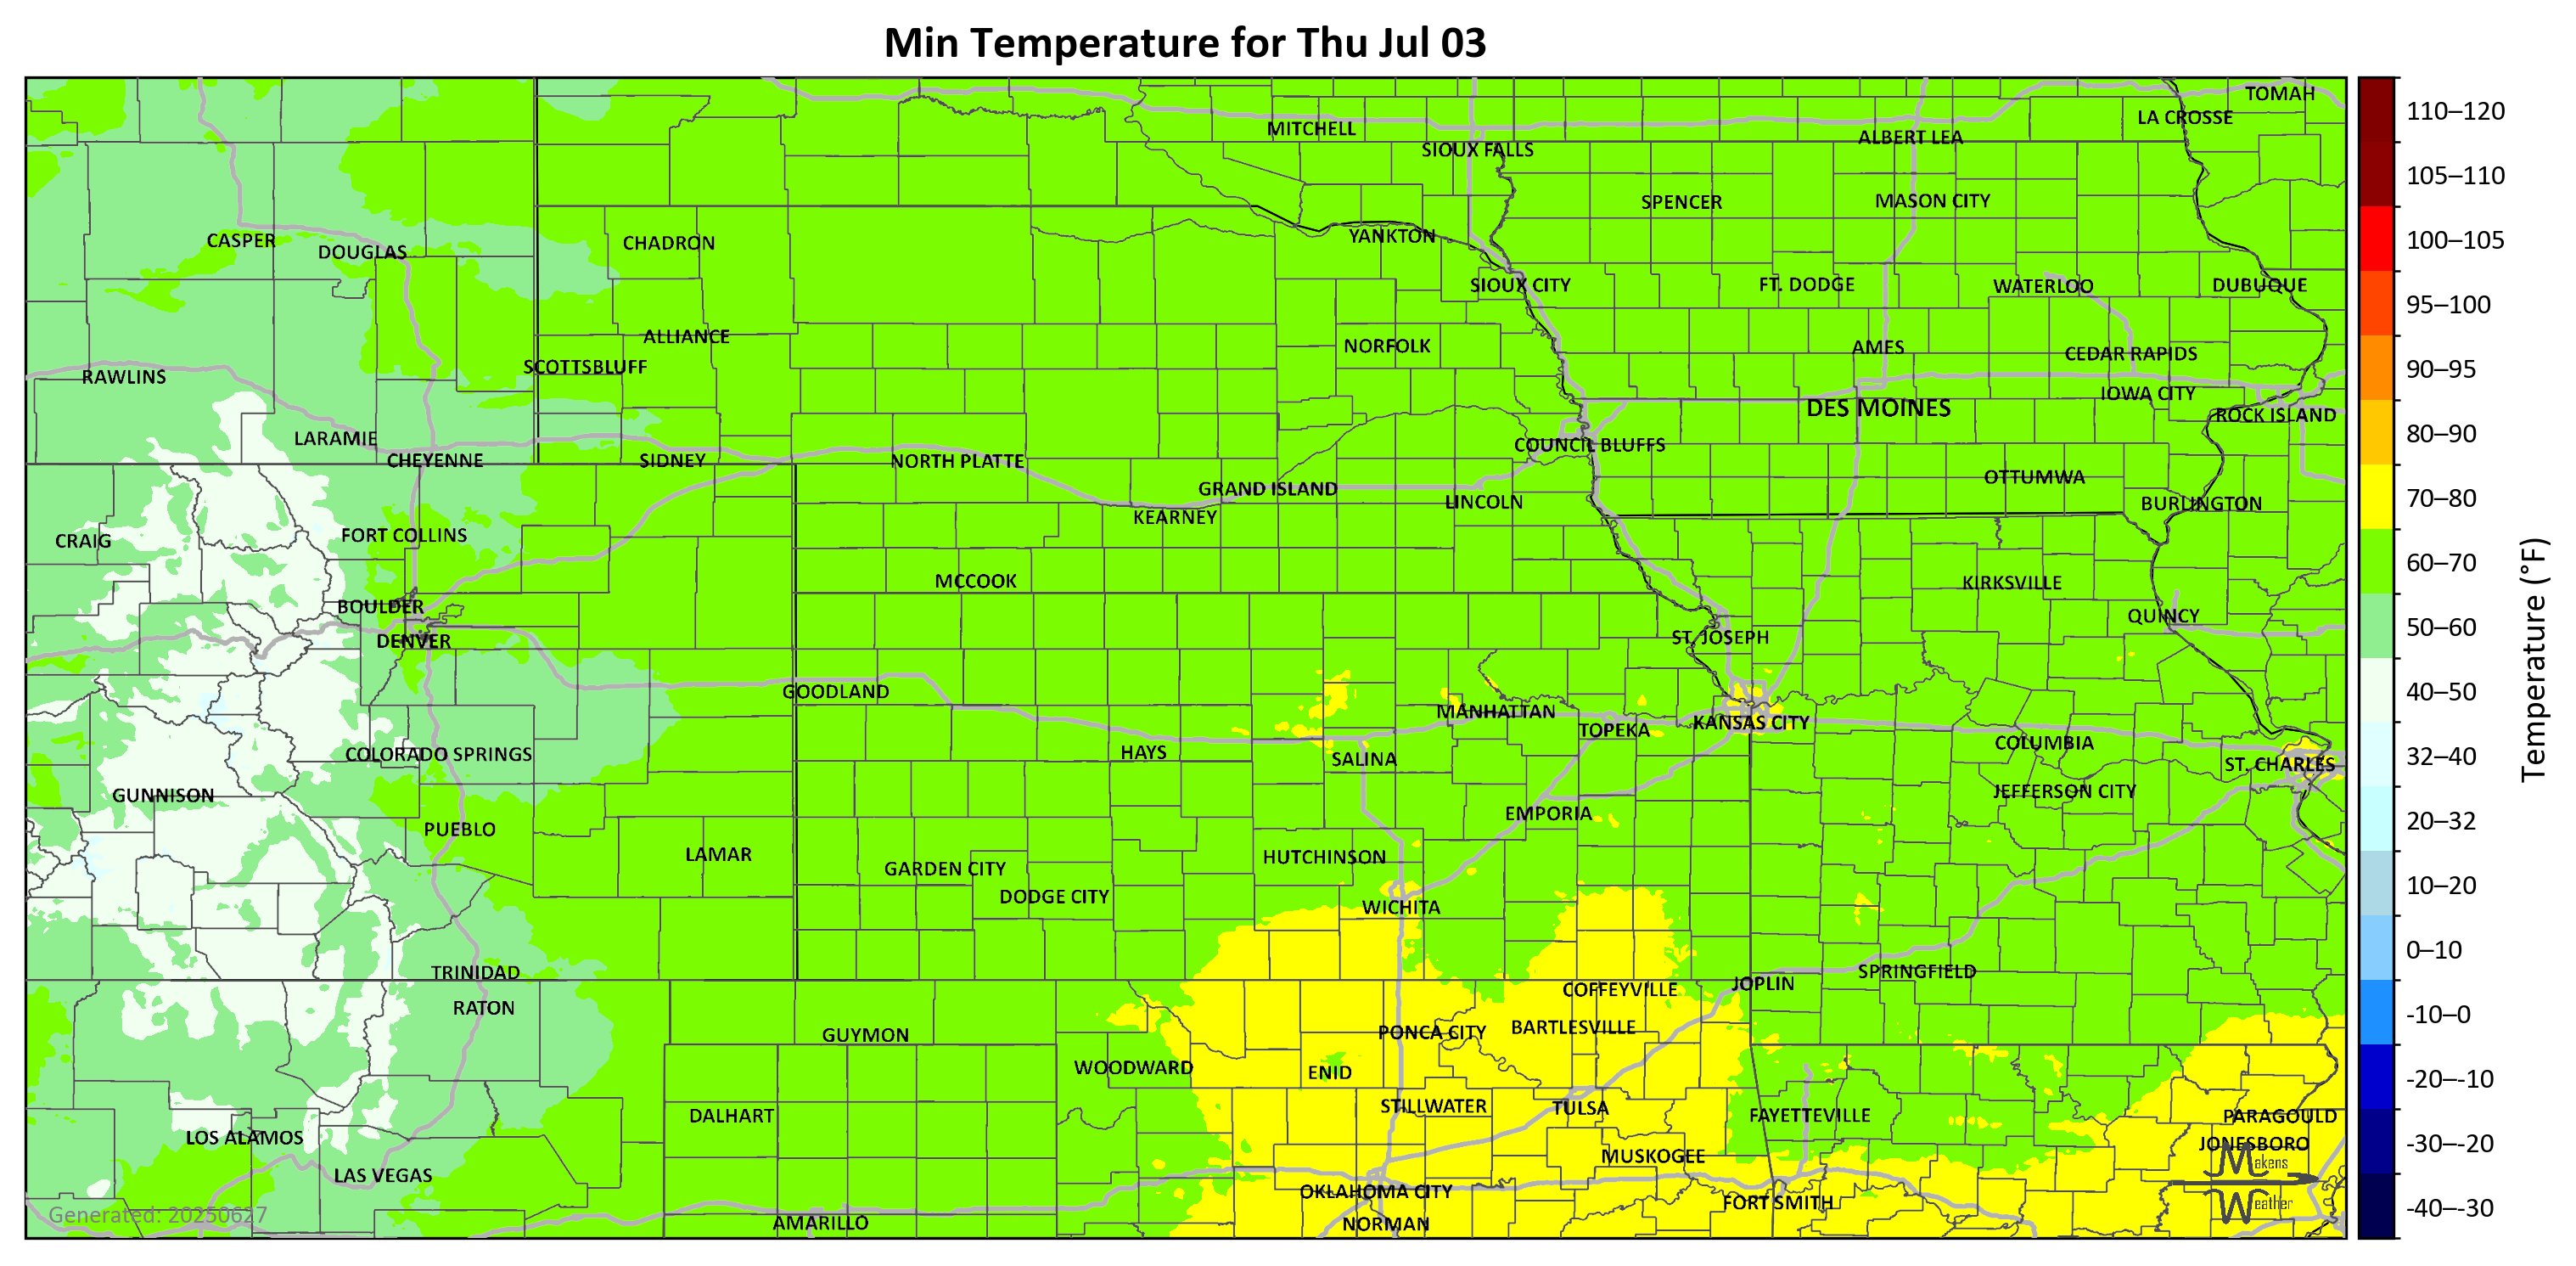 Min Temperature for Thu Jul 03
TOMAH
LA CROSSE
MITCHELL
ALBERT LEA
SIOUX FALLS
SPENCER
MASON CITY
CASPER
DOUGLAS
CHADRON
YANKTON
SIOUX CITY
FT. DODGE
WATERLOO
DUBUQUE
ALLIANCE
NORFOLK
AMES
CEDAR RAPIDS
SCOTTSBLUFF
RAWLINS
IOWA CITY
DES MOINES
ROCK ISLAND
LARAMIE
COUNCIL BLUFFS
CHEYENNE
SIDNEY
NORTH PLATTE
OTTUMWA
GRAND ISLAND
LINCOLN
BURLINGTON
KEARNEY
CRAIG
FORT COLLINS
MCCOOK
KIRKSVILLE
BOULDER
QUINCY
DENVER
ST. JOSEPH
GOODLAND
MANHATTAN
TOPEKA
KANSAS CITY
COLUMBIA
COLORADO SPRINGS
HAYS
SALINA
ST. CHARLES
GUNNISON
JEFFERSON CITY
PUEBLO
EMPORIA
LAMAR
HUTCHINSON
GARDEN CITY
DODGE CITY
WICHITA
TRINIDAD
SPRINGFIELD
JOPLIN
COFFEYVILLE
RATON
GUYMON
PONCA CITY
BARTLESVILLE
WOODWARD
ENID
DALHART
STILLWATER
TULSA
FAYETTEVILLE
PARAGOULD
LOS ALAMOS
JONESBORO
MUSKOGEE
LAS VEGAS
OKLAHOMA CITY
FORT SMITH
AMARILLO
NORMAN
Generated: 20250627
Makens
Weather
110–120
105–110
100–105
95–100
90–95
80–90
70–80
60–70
50–60
40–50
32–40
20–32
10–20
0–10
-10–0
-20–-10
-30–-20
-40–-30
Temperature (°F)